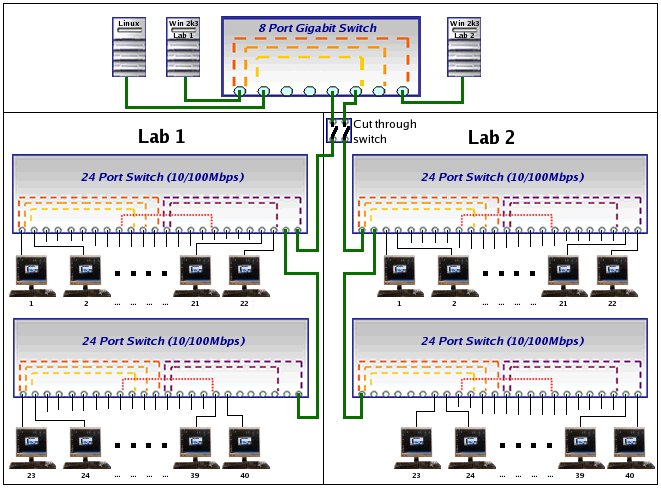 Linux
Win 2k3
Lab 1
8 Port Gigabit Switch
Win 2k3
Lab 2
Cut through
switch
Lab 1
Lab 2
24 Port Switch (10/100Mbps)
24 Port Switch (10/100Mbps)
1 2 ... ... ... ... 21 22
1 2 ... ... ... ... 21 22
24 Port Switch (10/100Mbps)
24 Port Switch (10/100Mbps)
23 24 ... ... ... ... 39 40
23 24 ... ... ... ... 39 40